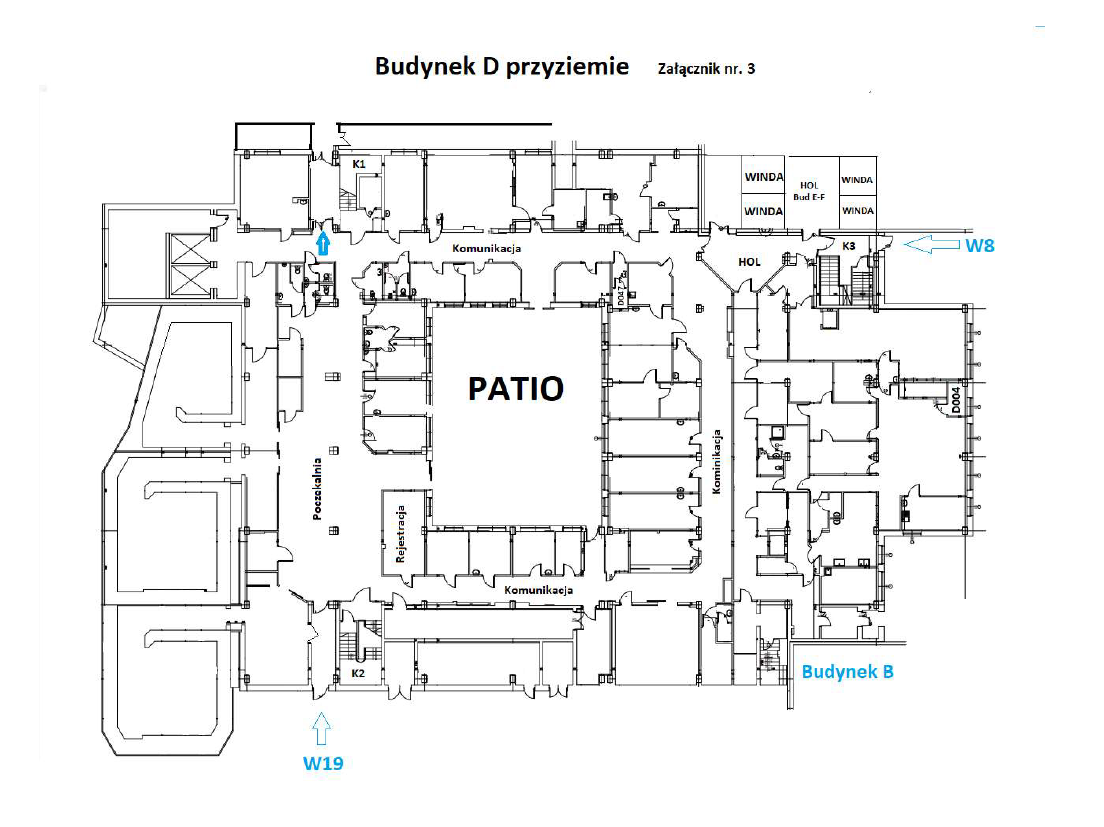 Budynek D przyziemie Załącznik nr. 3
K1
WINDA
HOL
Bud E-F
WINDA
WINDA
WINDA
Komunikacja
K3
W8
HOL
3
D047
PATIO
D004
Kominikacja
Poczekalnia
Rejestracja
Komunikacja
K2
Budynek B
W19